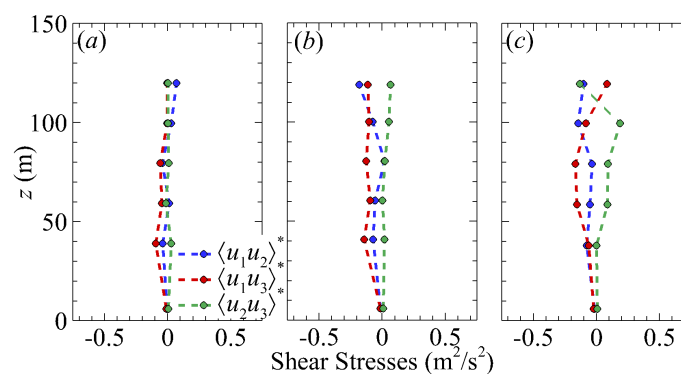 150
(a)
(b)
(c)
100
z (m)
50
⟨u₁u₂⟩*
⟨u₁u₃⟩*
⟨u₂u₃⟩*
0
-0.5 0 0.5 -0.5 0 0.5 -0.5 0 0.5
Shear Stresses (m²/s²)